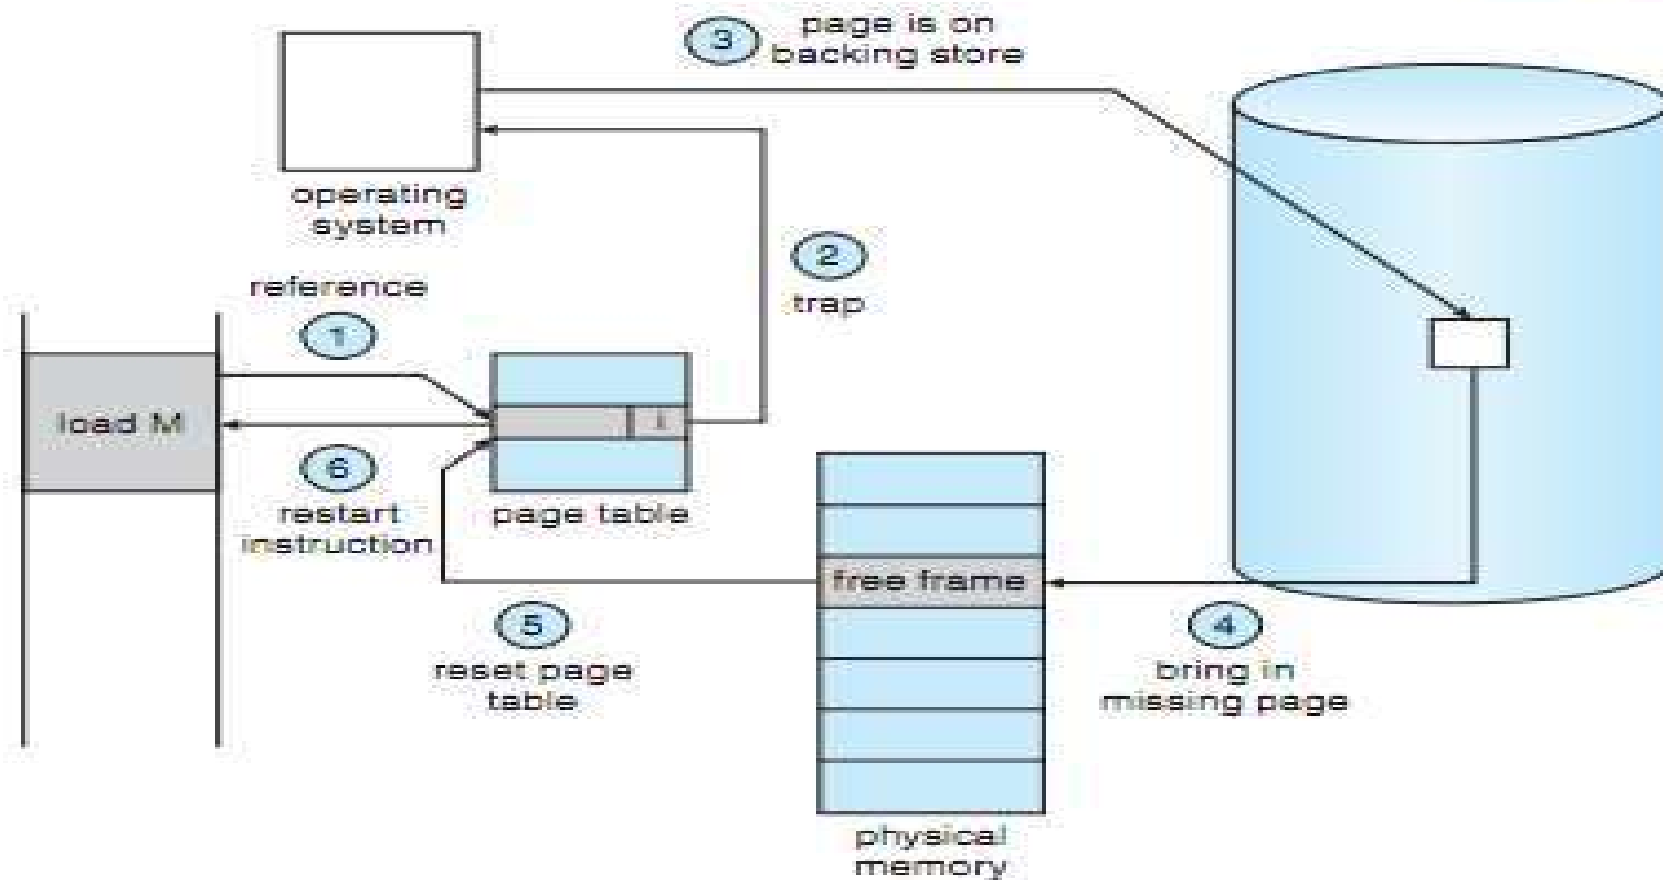 3
page is on
backing store
operating
system
2
trap
reference
1
load M
i
6
restart
instruction
page table
free frame
5
reset page
table
4
bring in
missing page
physical
memory